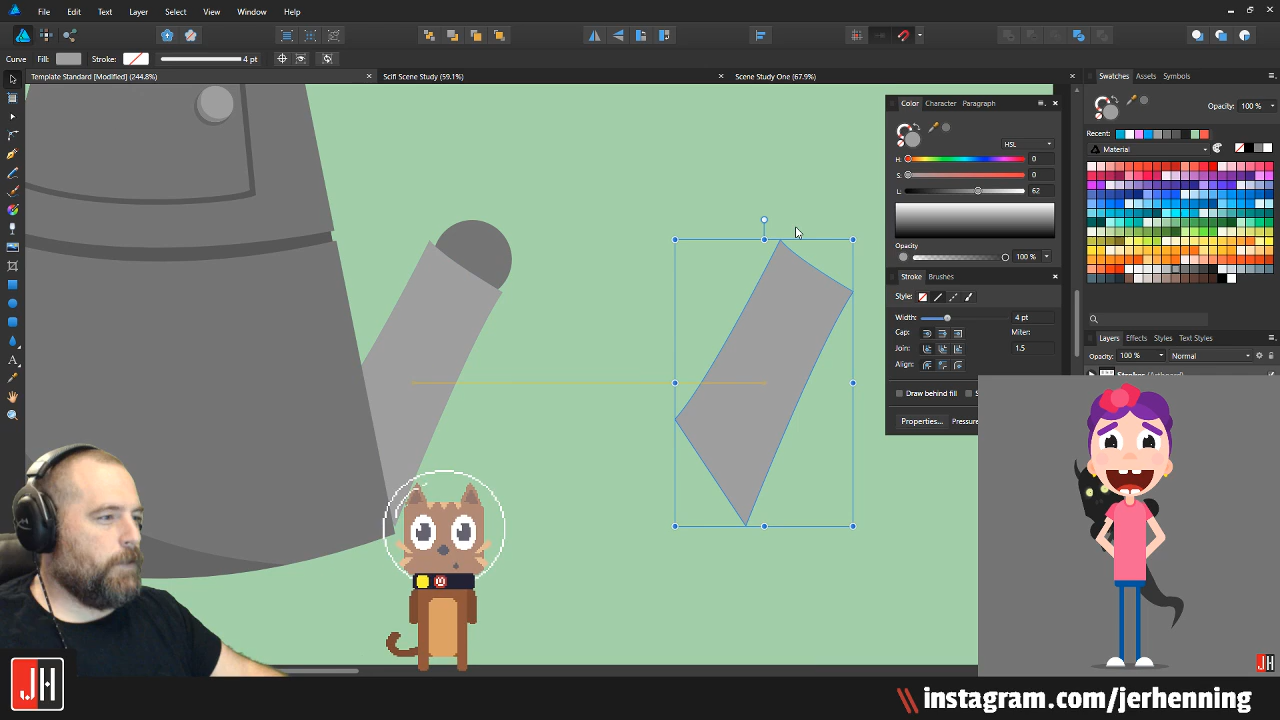 File Edit Text Layer Select View Window Help
Curve Fill: Stroke: 4 pt
Template Standard [Modified] (244.8%) Scifi Scene Study (59.1%) Scene Study One (67.9%)
Color Character Paragraph
HSL
H: 0
S: 0
L: 62
Opacity
100 %
Stroke Brushes
Style:
Width: 4 pt
Cap: Miter:
Join: 1.5
Align:
Draw behind fill
Properties... Pressure
Swatches Assets Symbols
Opacity: 100 %
Recent:
Material
Layers Effects Styles Text Styles
Opacity: 100 % Normal
JH
JH
\\ instagram.com/jerhenning